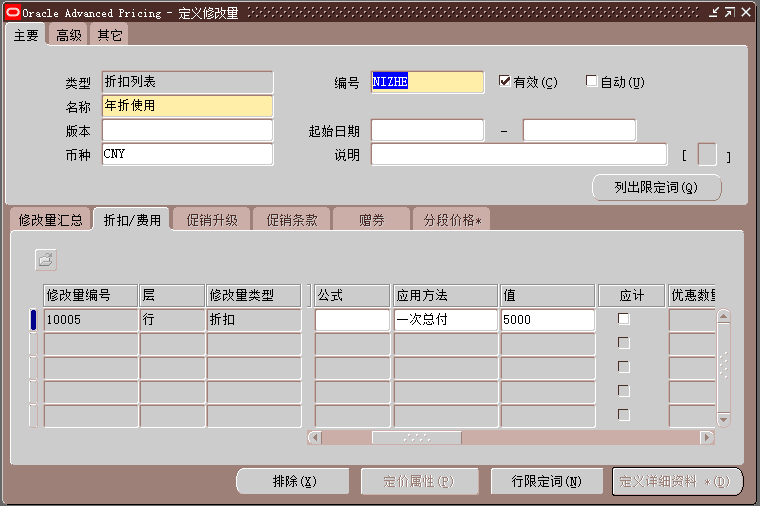 Oracle Advanced Pricing - 定义修改量
主要 高级 其它
类型 折扣列表 编号 NIZHE 有效(C) 自动(U)
名称 年折使用
版本 起始日期 -
币种 CNY 说明 [ ]
列出限定词(Q)
修改量汇总 折扣/费用 促销升级 促销条款 赠券 分段价格*
修改量编号 层 修改量类型 公式 应用方法 值 应计 优惠数量
10005 行 折扣 一次总付 5000
排除(X) 定价属性(P) 行限定词(N) 定义详细资料 *(D)